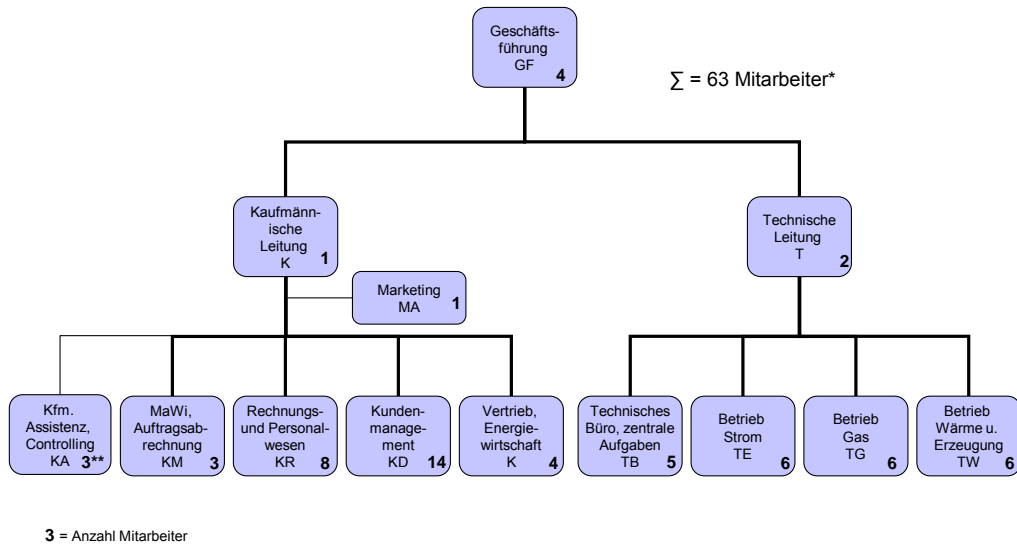 Geschäfts-
führung
GF
4
∑ = 63 Mitarbeiter*
Kaufmänn-
ische
Leitung
K
1
Technische
Leitung
T
2
Marketing
MA
1
Kfm.
Assistenz,
Controlling
KA
3**
MaWi,
Auftragsab-
rechnung
KM
3
Rechnungs-
und Personal-
wesen
KR
8
Kunden-
management
KD
14
Vertrieb,
Energie-
wirtschaft
K
4
Technisches
Büro, zentrale
Aufgaben
TB
5
Betrieb
Strom
TE
6
Betrieb
Gas
TG
6
Betrieb
Wärme u.
Erzeugung
TW
6
3 = Anzahl Mitarbeiter